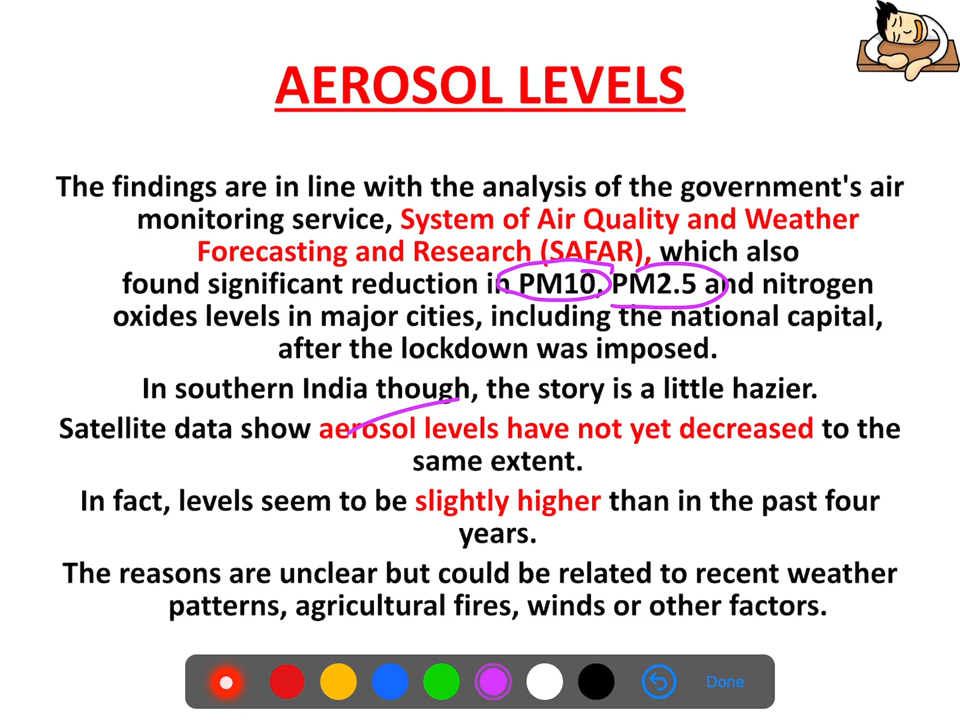 AEROSOL LEVELS
The findings are in line with the analysis of the government's air
monitoring service, System of Air Quality and Weather
Forecasting and Research (SAFAR), which also
found significant reduction in PM10, PM2.5 and nitrogen
oxides levels in major cities, including the national capital,
after the lockdown was imposed.
In southern India though, the story is a little hazier.
Satellite data show aerosol levels have not yet decreased to the
same extent.
In fact, levels seem to be slightly higher than in the past four
years.
The reasons are unclear but could be related to recent weather
patterns, agricultural fires, winds or other factors.
Done